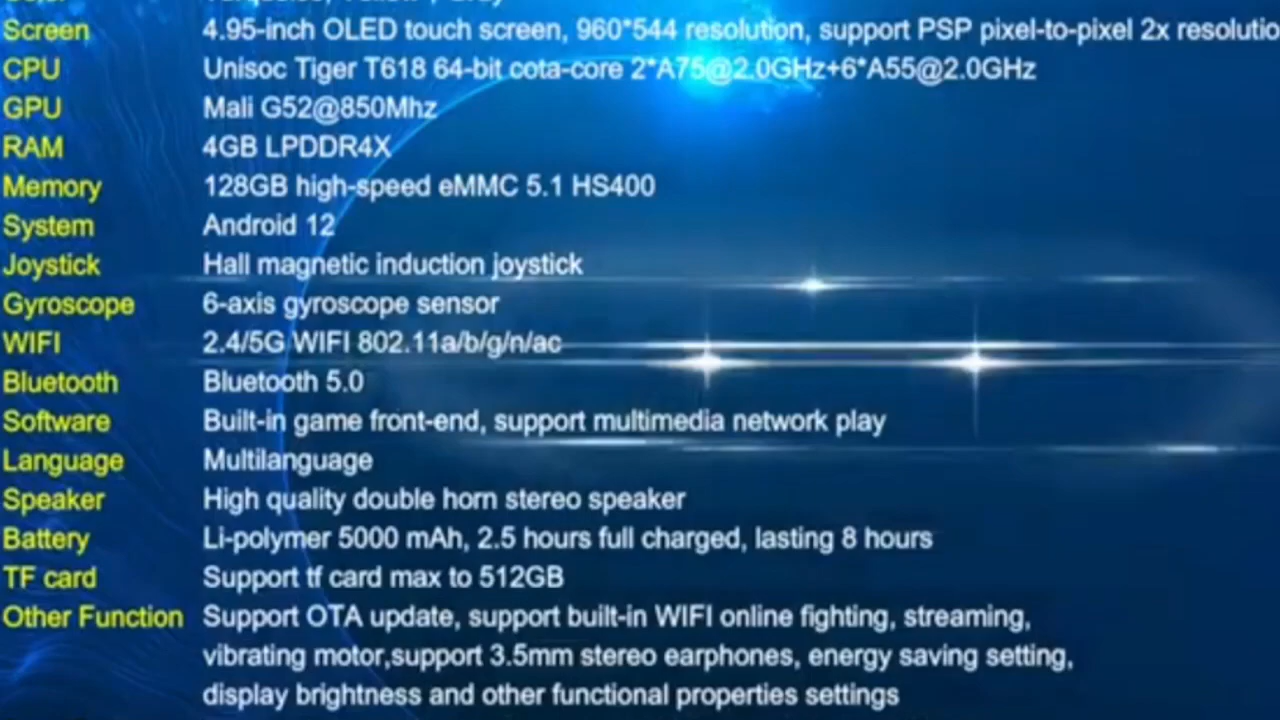 Screen 4.95-inch OLED touch screen, 960*544 resolution, support PSP pixel-to-pixel 2x resolutio
CPU Unisoc Tiger T618 64-bit cota-core 2*A75@2.0GHz+6*A55@2.0GHz
GPU Mali G52@850Mhz
RAM 4GB LPDDR4X
Memory 128GB high-speed eMMC 5.1 HS400
System Android 12
Joystick Hall magnetic induction joystick
Gyroscope 6-axis gyroscope sensor
WIFI 2.4/5G WIFI 802.11a/b/g/n/ac
Bluetooth Bluetooth 5.0
Software Built-in game front-end, support multimedia network play
Language Multilanguage
Speaker High quality double horn stereo speaker
Battery Li-polymer 5000 mAh, 2.5 hours full charged, lasting 8 hours
TF card Support tf card max to 512GB
Other Function Support OTA update, support built-in WIFI online fighting, streaming,
vibrating motor,support 3.5mm stereo earphones, energy saving setting,
display brightness and other functional properties settings